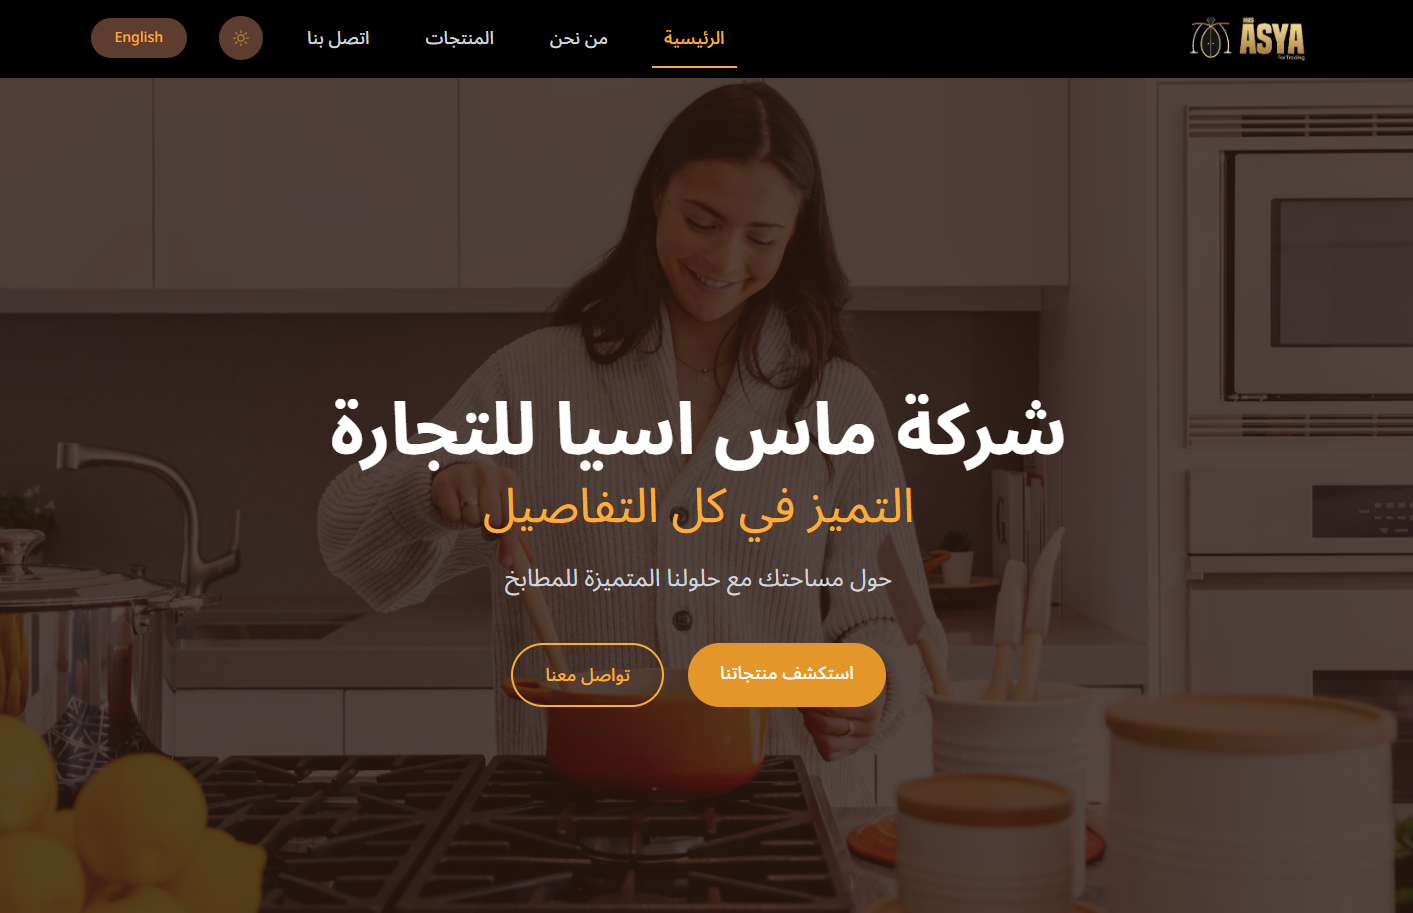 MAS
ASYA
For Trading
الرئيسية
من نحن
المنتجات
اتصل بنا
English
شركة ماس اسيا للتجارة
التميز في كل التفاصيل
حول مساحتك مع حلولنا المتميزة للمطابخ
استكشف منتجاتنا
تواصل معنا